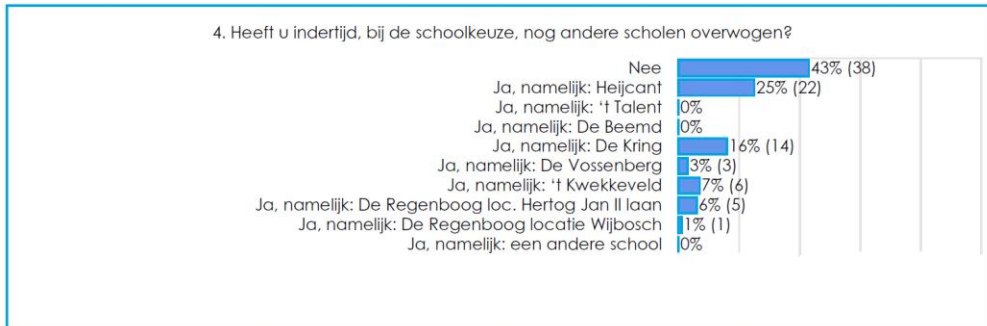 4. Heeft u indertijd, bij de schoolkeuze, nog andere scholen overwogen?
Nee 43% (38)
Ja, namelijk: Heijcant 25% (22)
Ja, namelijk: ‘t Talent 0%
Ja, namelijk: De Beemd 0%
Ja, namelijk: De Kring 16% (14)
Ja, namelijk: De Vossenberg 3% (3)
Ja, namelijk: ‘t Kwekkeveld 7% (6)
Ja, namelijk: De Regenboog loc. Hertog Jan II laan 6% (5)
Ja, namelijk: De Regenboog locatie Wijbosch 1% (1)
Ja, namelijk: een andere school 0%